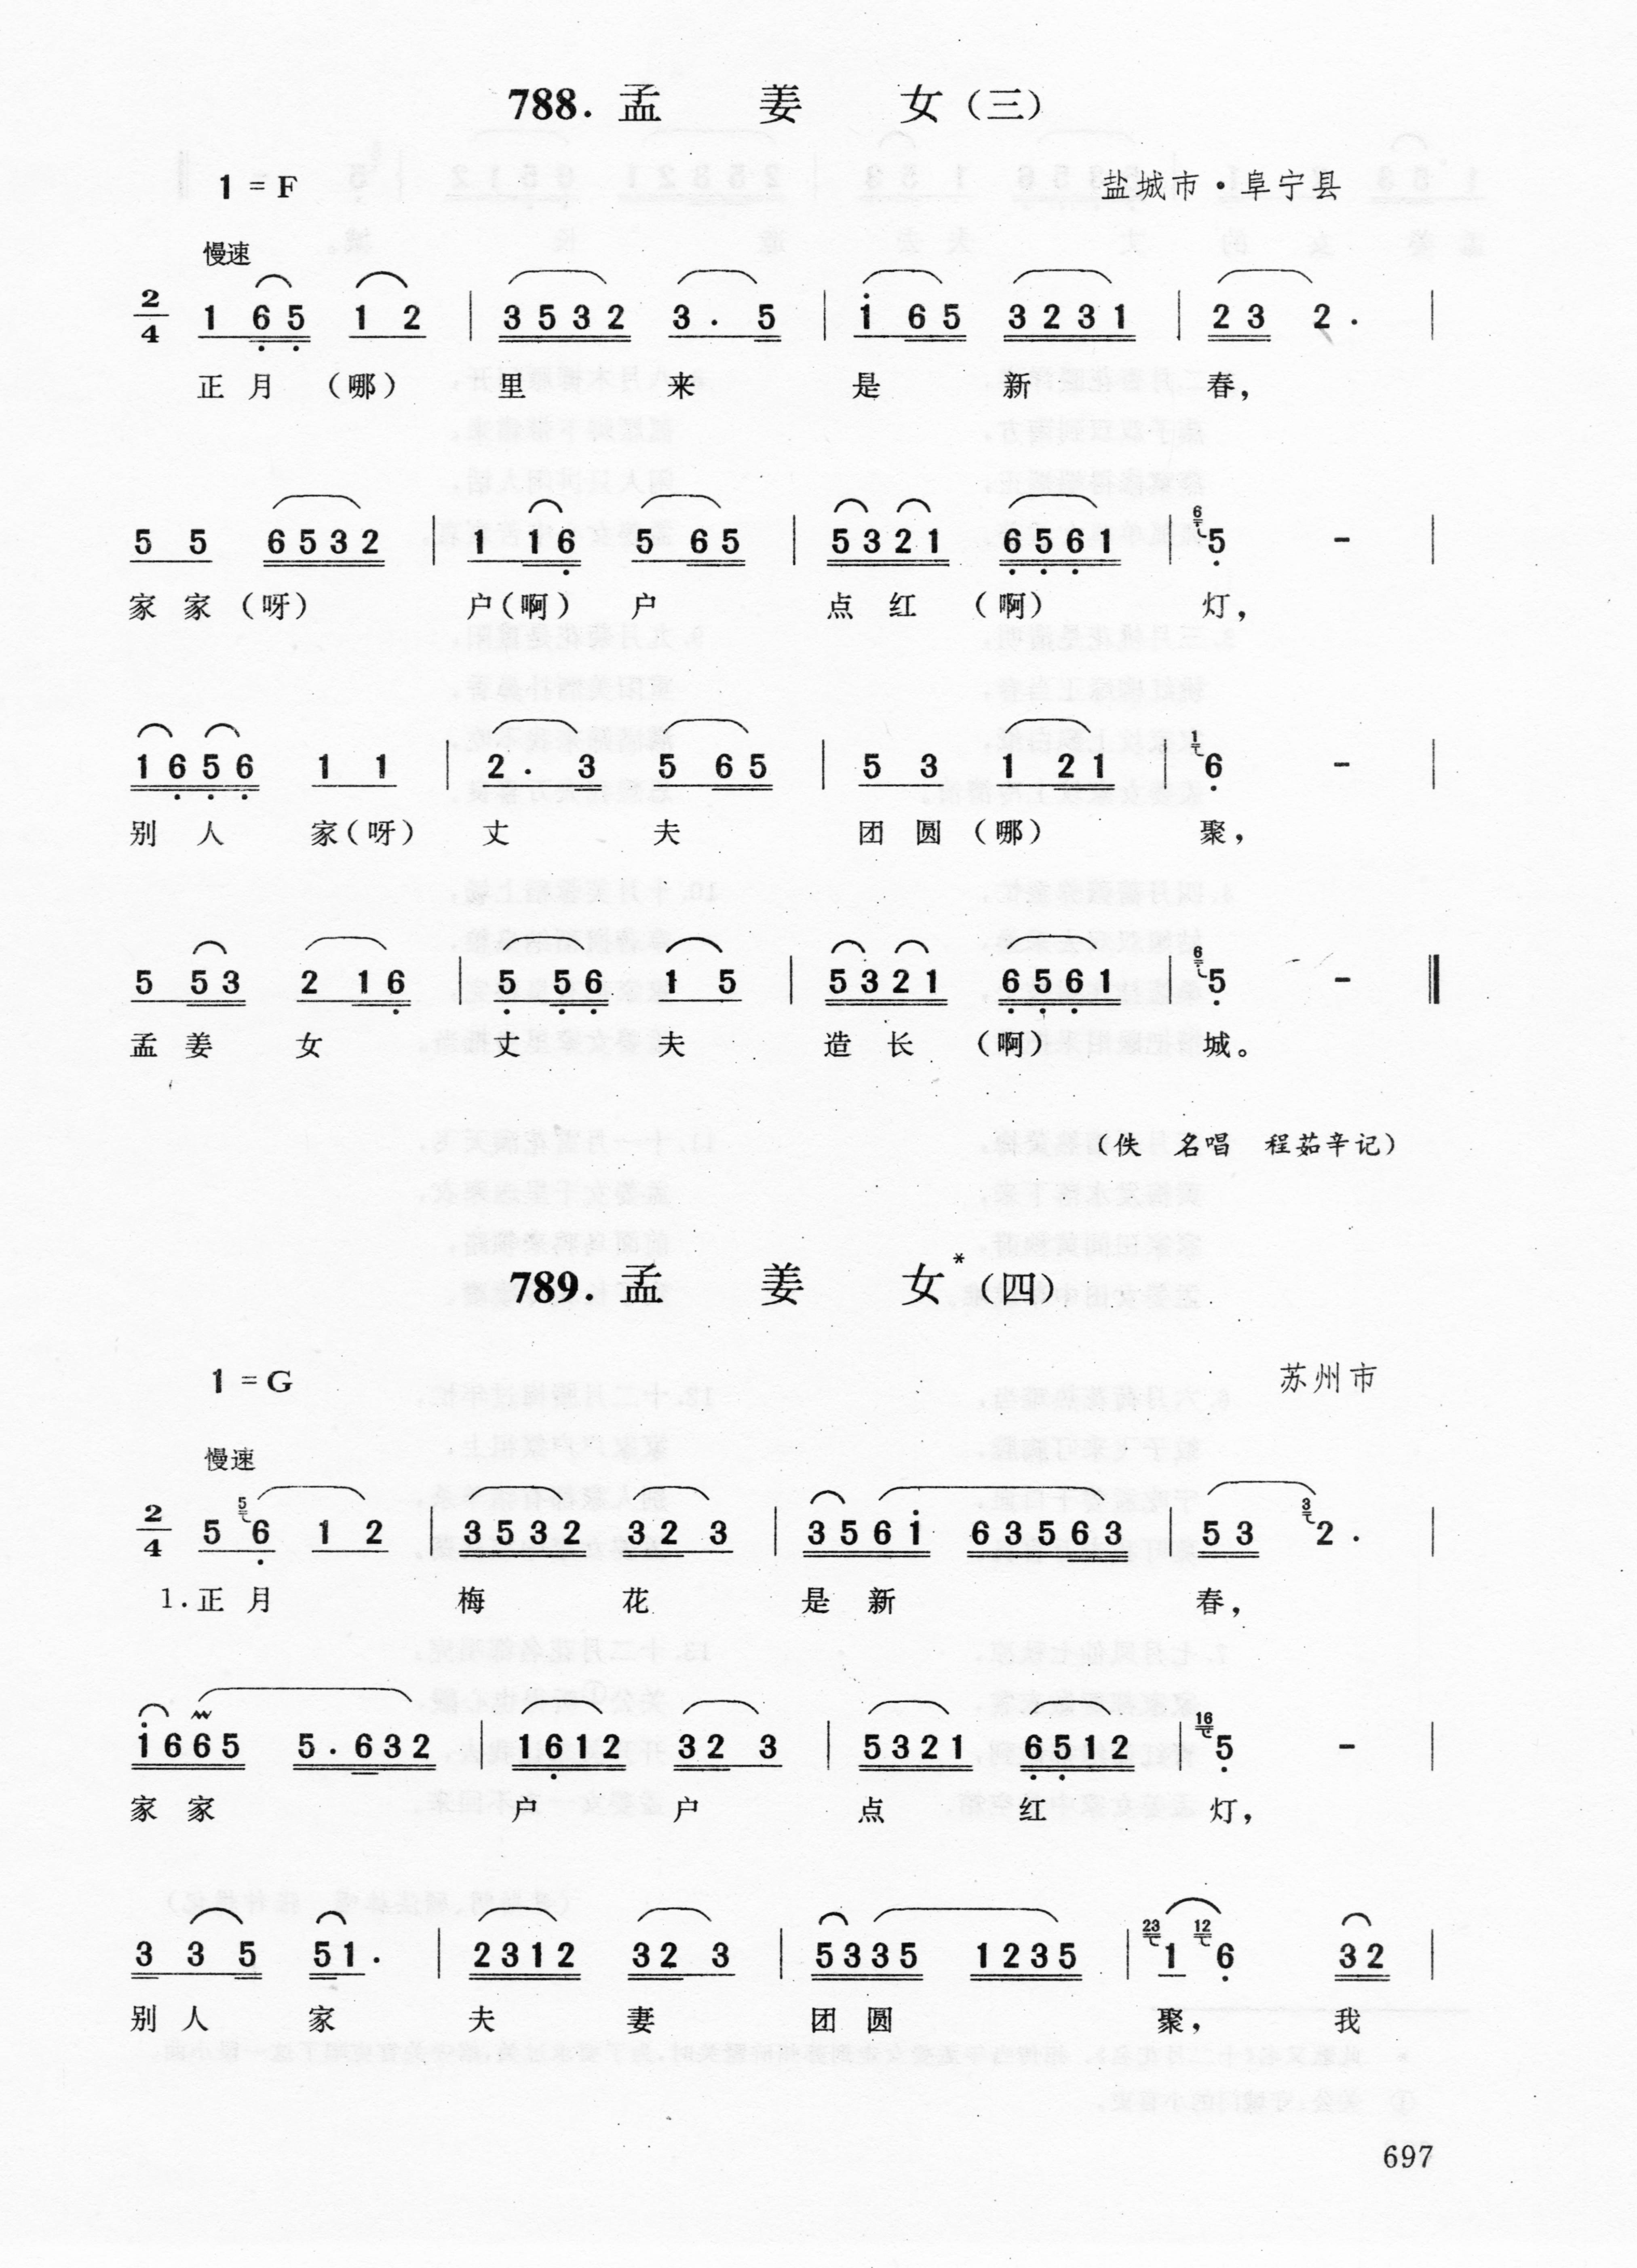 788. 孟 姜 女（三）
1 = F 盐城市·阜宁县
慢速
2/4 1 6 5 1 2 | 3 5 3 2 3 . 5 | 1 6 5 3 2 3 1 | 2 3 2 . |
正 月 （哪） 里 来 是 新 春，
5 5 6 5 3 2 | 1 1 6 5 6 5 | 5 3 2 1 6 5 6 1 | 6 5 - |
家 家 （呀） 户（啊） 户 点 红 （啊） 灯，
1 6 5 6 1 1 | 2 . 3 5 6 5 | 5 3 1 2 1 | 1 6 - |
别 人 家（呀） 丈 夫 团 圆 （哪） 聚，
5 5 3 2 1 6 | 5 5 6 1 5 | 5 3 2 1 6 5 6 1 | 6 5 - ‖
孟 姜 女 丈 夫 造 长 （啊） 城。
（佚 名唱 程茹辛记）
789. 孟 姜 女*（四）
1 = G 苏州市
慢速
2/4 5 5 6 1 2 | 3 5 3 2 3 2 3 | 3 5 6 1 6 3 5 6 3 | 5 3 3 2 . |
1. 正 月 梅 花 是 新 春，
1 6 6 5 5 . 6 3 2 | 1 6 1 2 3 2 3 | 5 3 2 1 6 5 1 2 | 16 5 - |
家 家 户 户 点 红 灯，
3 3 5 5 1 . | 2 3 1 2 3 2 3 | 5 3 3 5 1 2 3 5 | 23 1 12 6 3 2 |
别 人 家 夫 妻 团 圆 聚， 我
697